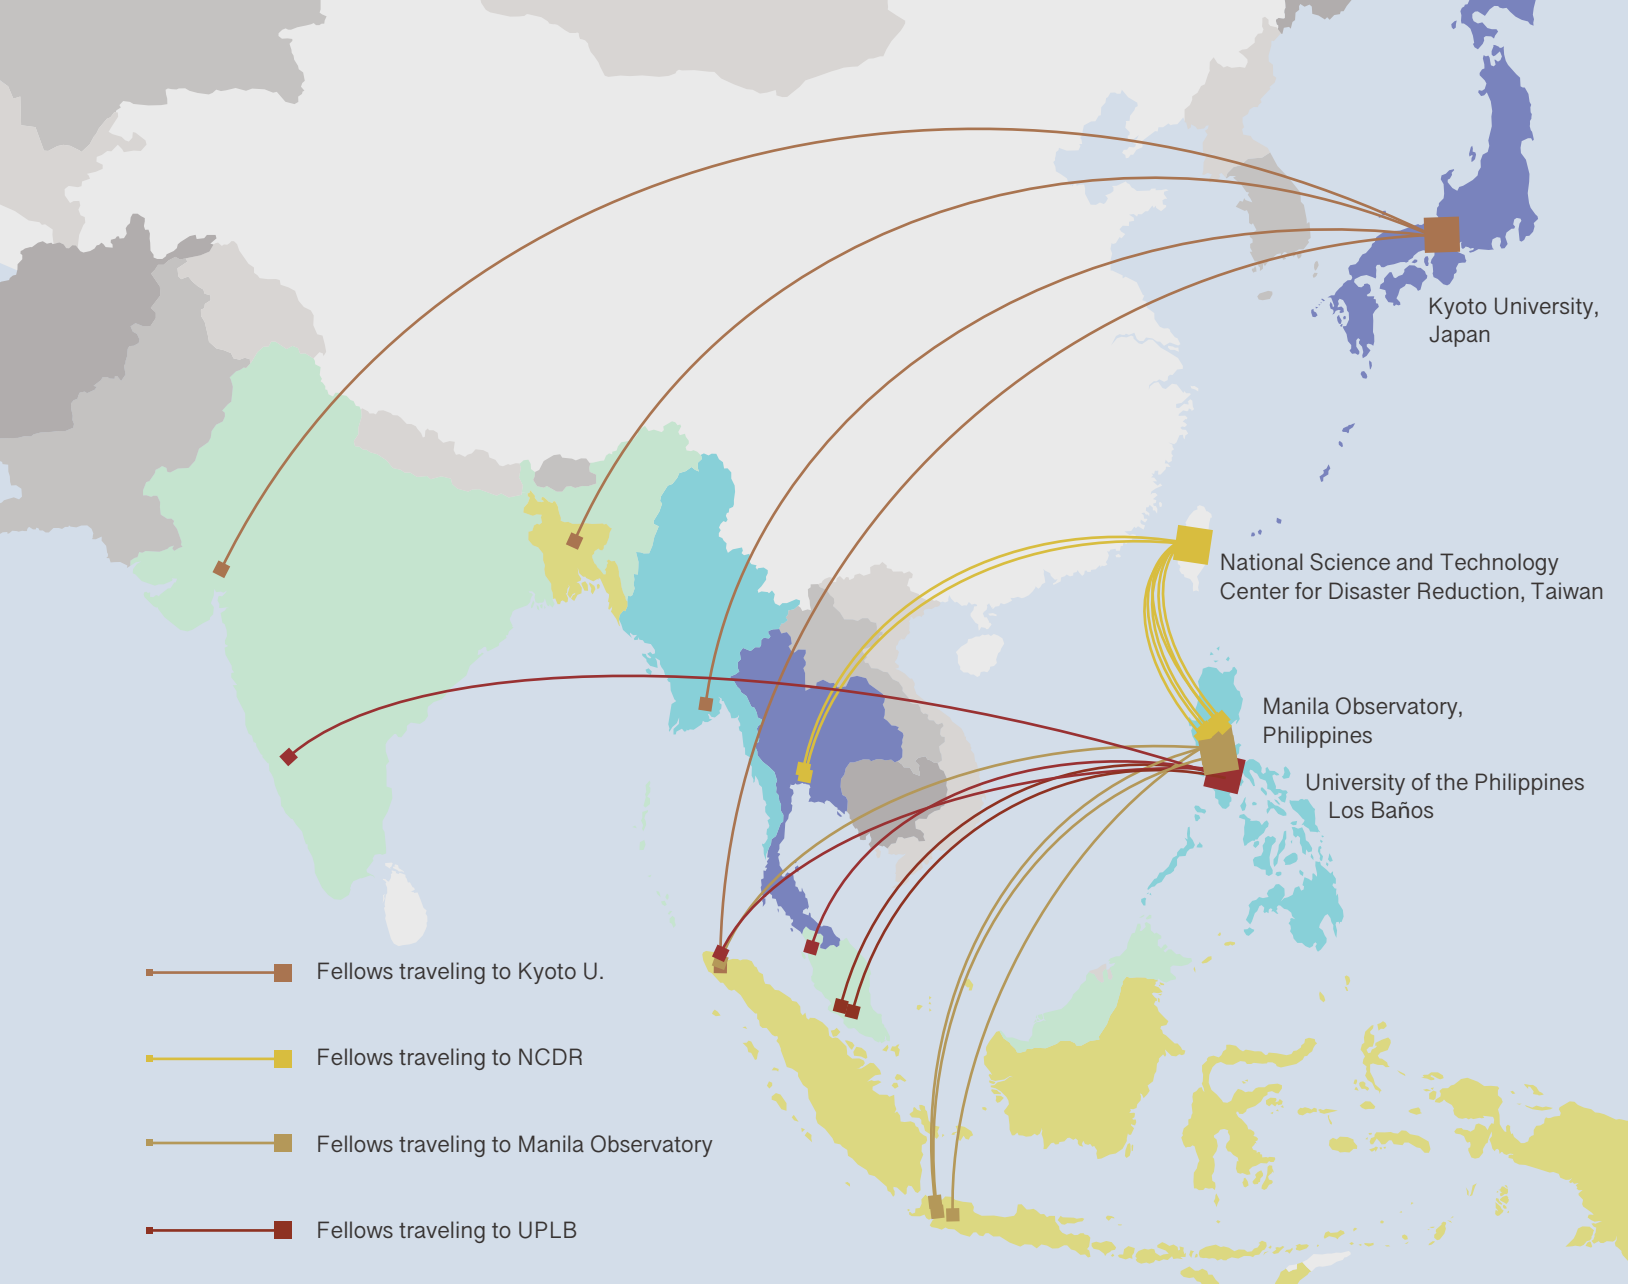 Kyoto University,
Japan
National Science and Technology
Center for Disaster Reduction, Taiwan
Manila Observatory,
Philippines
University of the Philippines
Los Baños
Fellows traveling to Kyoto U.
Fellows traveling to NCDR
Fellows traveling to Manila Observatory
Fellows traveling to UPLB